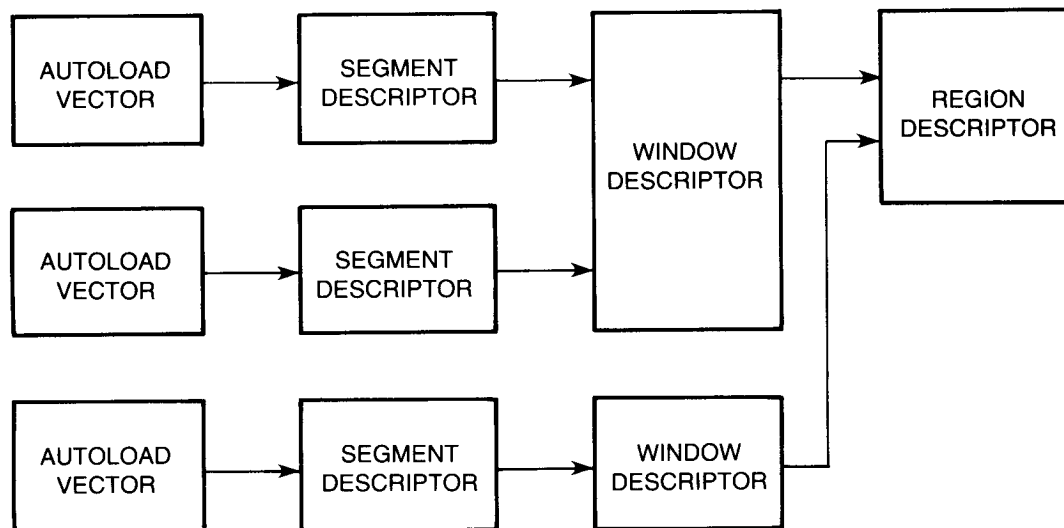 AUTOLOAD
VECTOR
SEGMENT
DESCRIPTOR
WINDOW
DESCRIPTOR
REGION
DESCRIPTOR
AUTOLOAD
VECTOR
SEGMENT
DESCRIPTOR
AUTOLOAD
VECTOR
SEGMENT
DESCRIPTOR
WINDOW
DESCRIPTOR